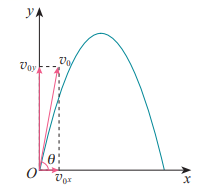 y
v₀y v₀
θ
O v₀x x